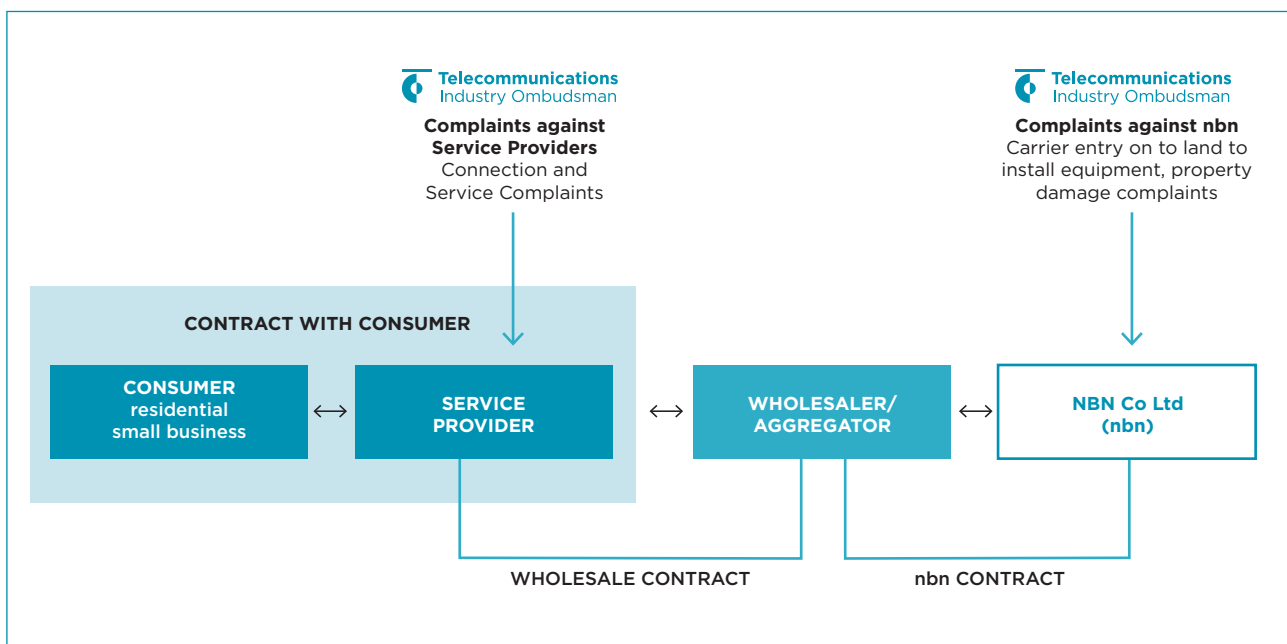 Telecommunications
Industry Ombudsman
Complaints against
Service Providers
Connection and
Service Complaints
Telecommunications
Industry Ombudsman
Complaints against nbn
Carrier entry on to land to
install equipment, property
damage complaints
CONTRACT WITH CONSUMER
CONSUMER
residential
small business
SERVICE
PROVIDER
WHOLESALER/
AGGREGATOR
NBN Co Ltd
(nbn)
WHOLESALE CONTRACT
nbn CONTRACT